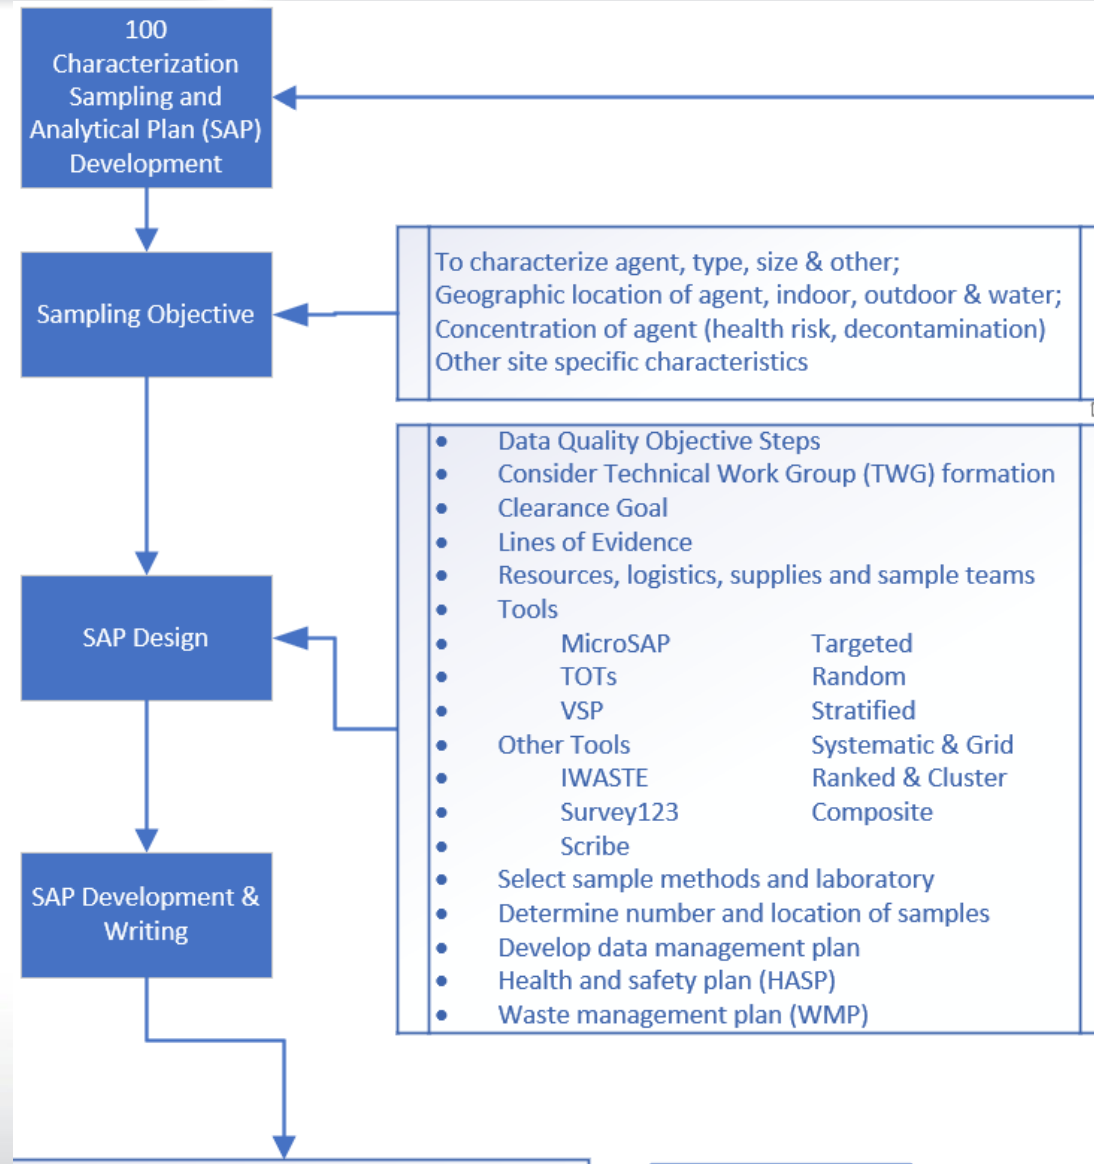 100
Characterization
Sampling and
Analytical Plan (SAP)
Development
Sampling Objective
To characterize agent, type, size & other;
Geographic location of agent, indoor, outdoor & water;
Concentration of agent (health risk, decontamination)
Other site specific characteristics
SAP Design
• Data Quality Objective Steps
• Consider Technical Work Group (TWG) formation
• Clearance Goal
• Lines of Evidence
• Resources, logistics, supplies and sample teams
• Tools
• MicroSAP Targeted
• TOTs Random
• VSP Stratified
• Other Tools Systematic & Grid
• IWASTE Ranked & Cluster
• Survey123 Composite
• Scribe
• Select sample methods and laboratory
• Determine number and location of samples
• Develop data management plan
• Health and safety plan (HASP)
• Waste management plan (WMP)
SAP Development &
Writing